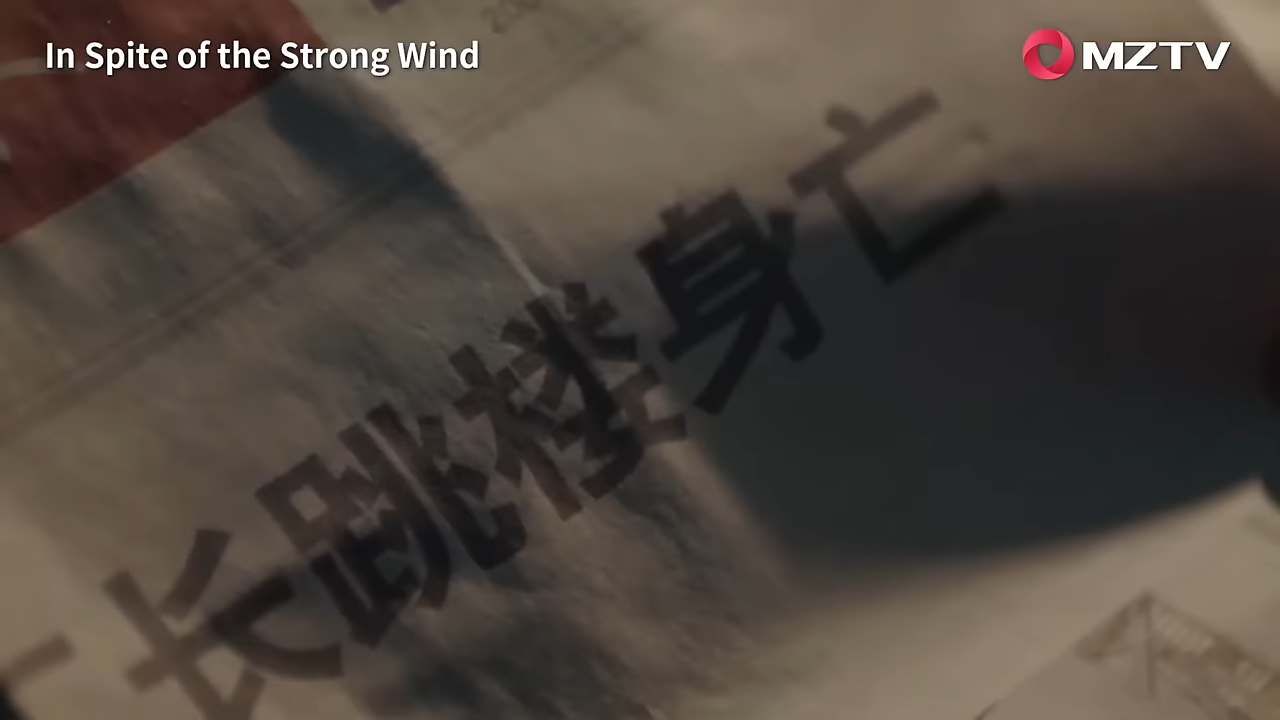 In Spite of the Strong Wind
MZTV
长跳楼身亡